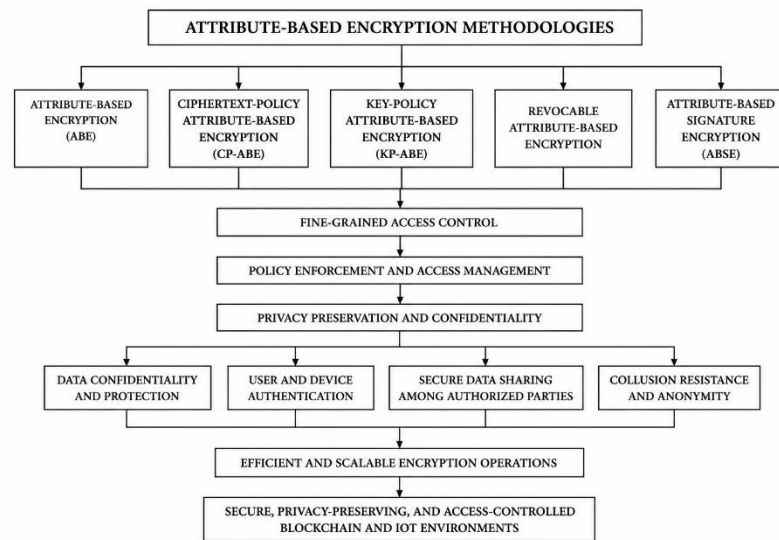 ATTRIBUTE-BASED ENCRYPTION METHODOLOGIES
ATTRIBUTE-BASED
ENCRYPTION
(ABE)
CIPHERTEXT-POLICY
ATTRIBUTE-BASED
ENCRYPTION
(CP-ABE)
KEY-POLICY
ATTRIBUTE-BASED
ENCRYPTION
(KP-ABE)
REVOCABLE
ATTRIBUTE-BASED
ENCRYPTION
ATTRIBUTE-BASED
SIGNATURE
ENCRYPTION
(ABSE)
FINE-GRAINED ACCESS CONTROL
POLICY ENFORCEMENT AND ACCESS MANAGEMENT
PRIVACY PRESERVATION AND CONFIDENTIALITY
DATA CONFIDENTIALITY
AND PROTECTION
USER AND DEVICE
AUTHENTICATION
SECURE DATA SHARING
AMONG AUTHORIZED PARTIES
COLLUSION RESISTANCE
AND ANONYMITY
EFFICIENT AND SCALABLE ENCRYPTION OPERATIONS
SECURE, PRIVACY-PRESERVING, AND ACCESS-CONTROLLED
BLOCKCHAIN AND IOT ENVIRONMENTS